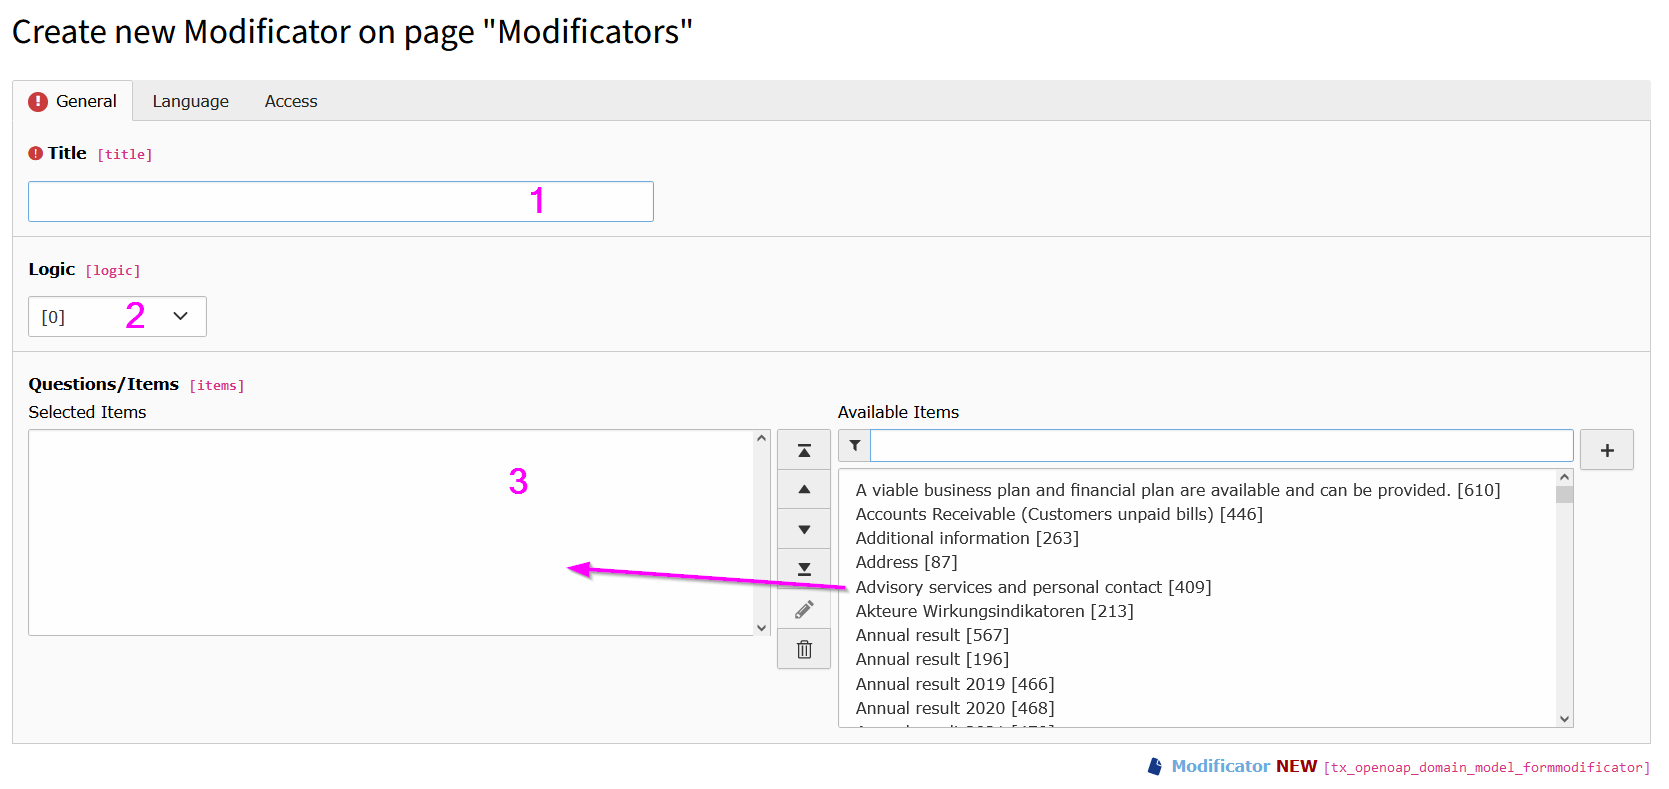 Create new Modificator on page "Modificators"
General Language Access
Title [title]
1
Logic [logic]
[0] 2
Questions/Items [items]
Selected Items
3
Available Items
A viable business plan and financial plan are available and can be provided. [610]
Accounts Receivable (Customers unpaid bills) [446]
Additional information [263]
Address [87]
Advisory services and personal contact [409]
Akteure Wirkungsindikatoren [213]
Annual result [567]
Annual result [196]
Annual result 2019 [466]
Annual result 2020 [468]
Modificator NEW [tx_openoap_domain_model_formmodificator]